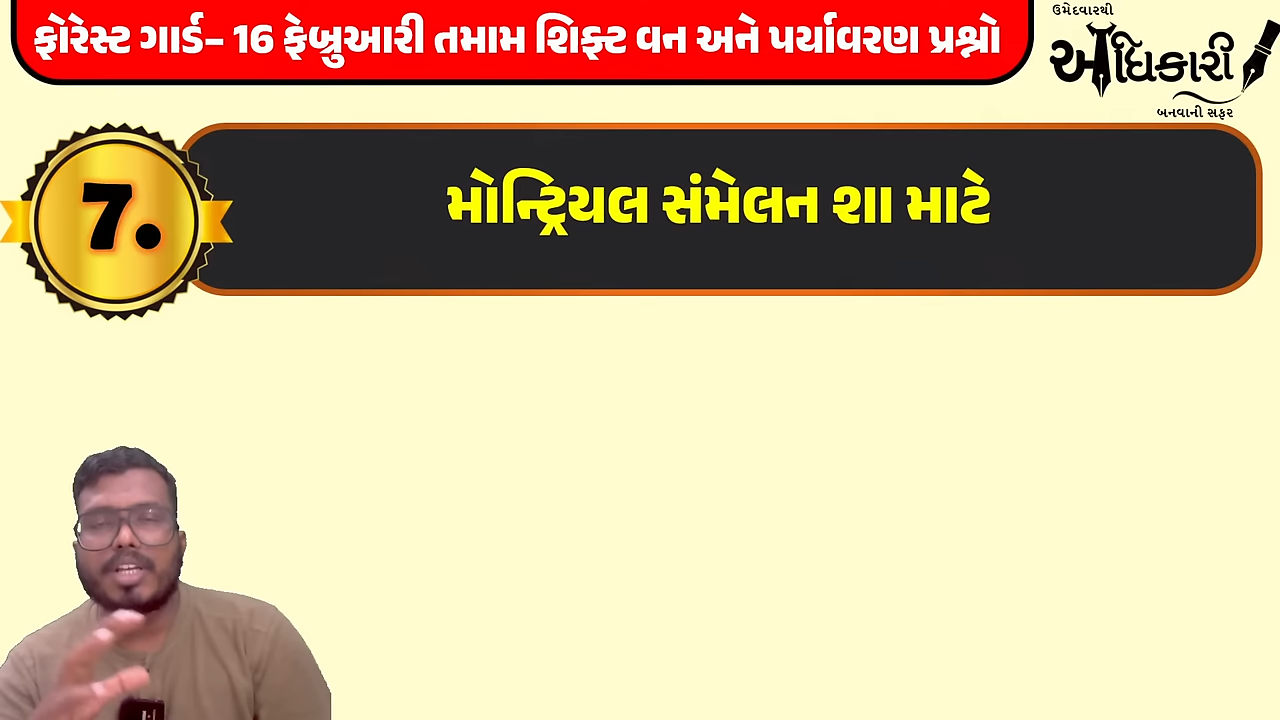 ફોરેસ્ટ ગાર્ડ– 16 ફેબ્રુઆરી તમામ શિફ્ટ વન અને પર્યાવરણ પ્રશ્નો
ઉમેદવારથી
અધિકારી
બનવાની સફર
7.
મોન્ટ્રિયલ સંમેલન શા માટે